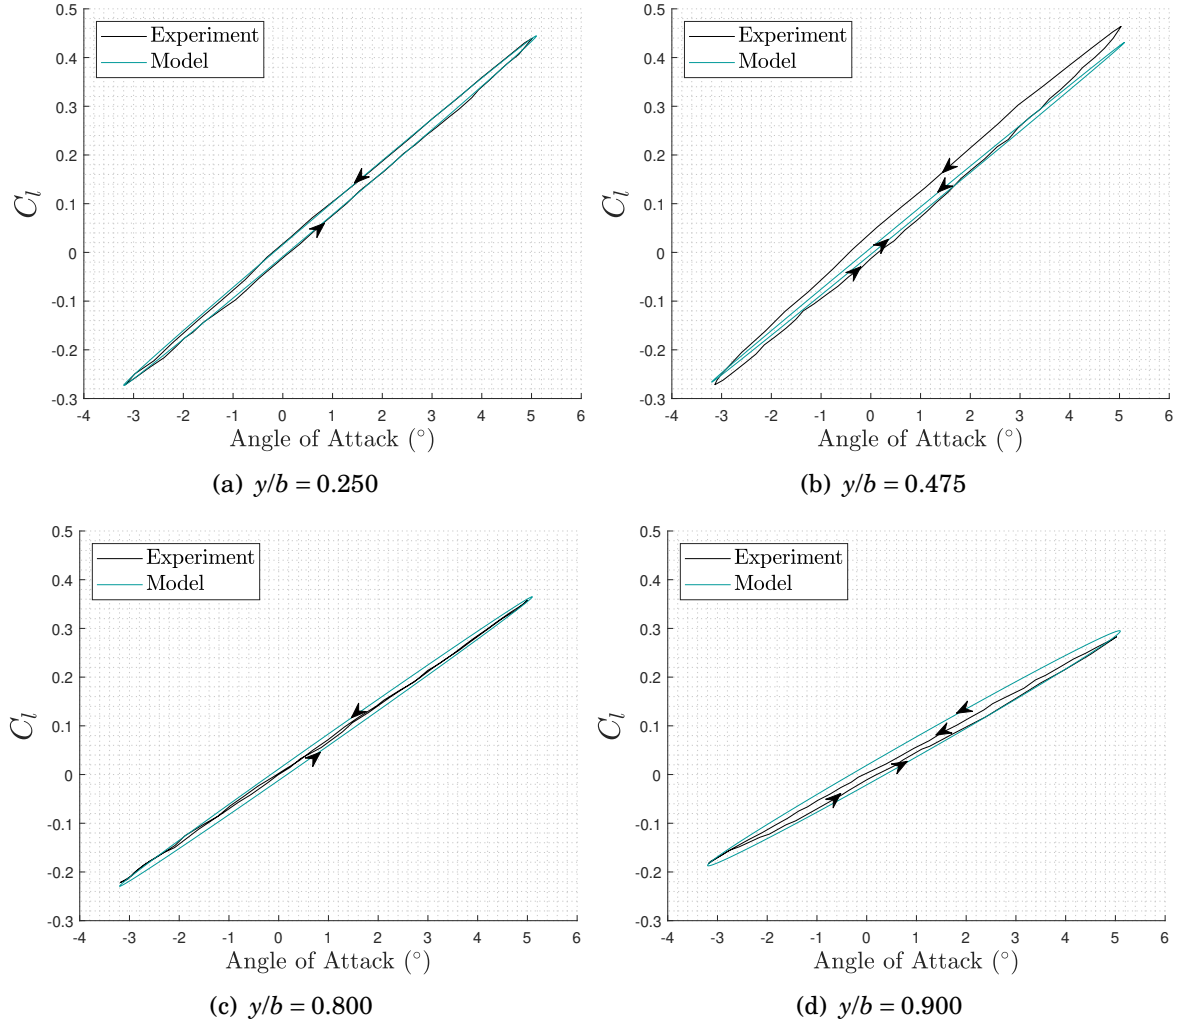 0.5
0.4
0.3
0.2
0.1
0
-0.1
-0.2
-0.3
C_l
Experiment
Model
-4 -3 -2 -1 0 1 2 3 4 5 6
Angle of Attack (°)
(a) y/b = 0.250
0.5
0.4
0.3
0.2
0.1
0
-0.1
-0.2
-0.3
C_l
Experiment
Model
-4 -3 -2 -1 0 1 2 3 4 5 6
Angle of Attack (°)
(b) y/b = 0.475
0.5
0.4
0.3
0.2
0.1
0
-0.1
-0.2
-0.3
C_l
Experiment
Model
-4 -3 -2 -1 0 1 2 3 4 5 6
Angle of Attack (°)
(c) y/b = 0.800
0.5
0.4
0.3
0.2
0.1
0
-0.1
-0.2
-0.3
C_l
Experiment
Model
-4 -3 -2 -1 0 1 2 3 4 5 6
Angle of Attack (°)
(d) y/b = 0.900